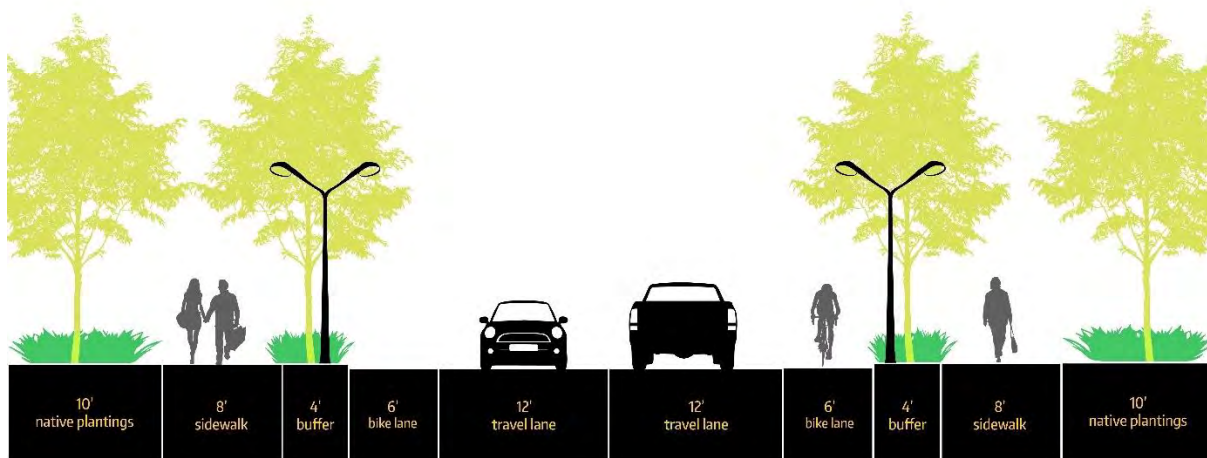 10'
native plantings
8'
sidewalk
4'
buffer
6'
bike lane
12'
travel lane
12'
travel lane
6'
bike lane
4'
buffer
8'
sidewalk
10'
native plantings